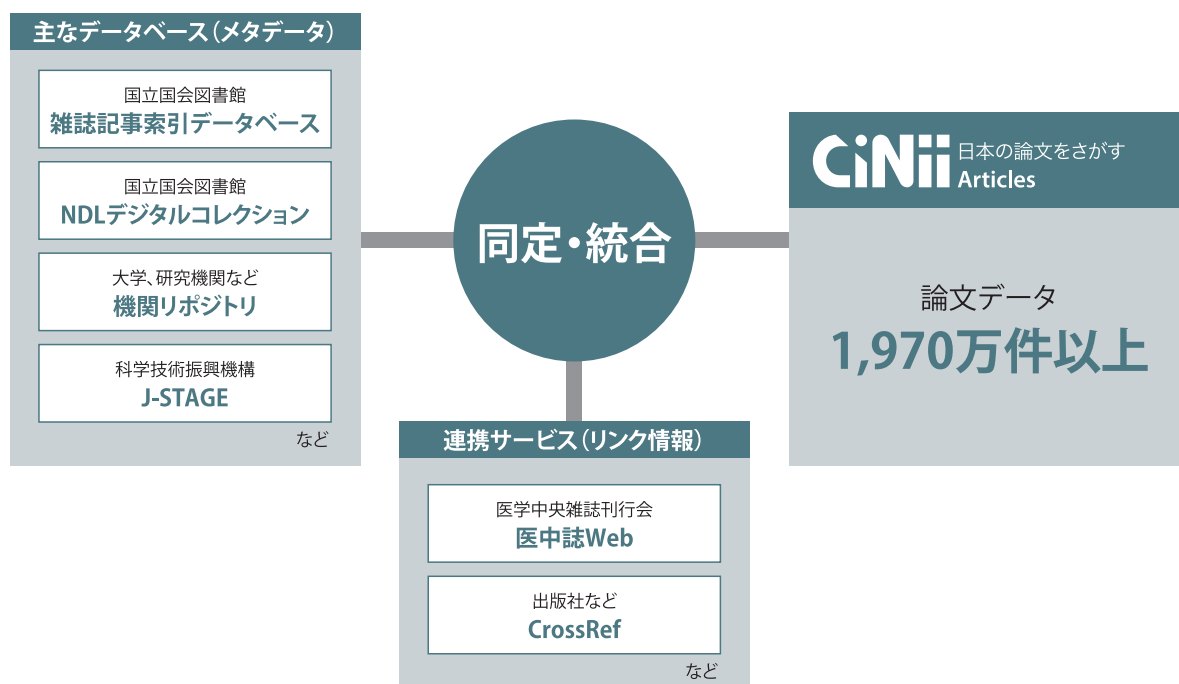 主なデータベース（メタデータ）
国立国会図書館
雑誌記事索引データベース
国立国会図書館
NDLデジタルコレクション
大学、研究機関など
機関リポジトリ
科学技術振興機構
J-STAGE
など
同定・統合
連携サービス（リンク情報）
医学中央雑誌刊行会
医中誌Web
出版社など
CrossRef
など
CiNii 日本の論文をさがす
Articles
論文データ
1,970万件以上